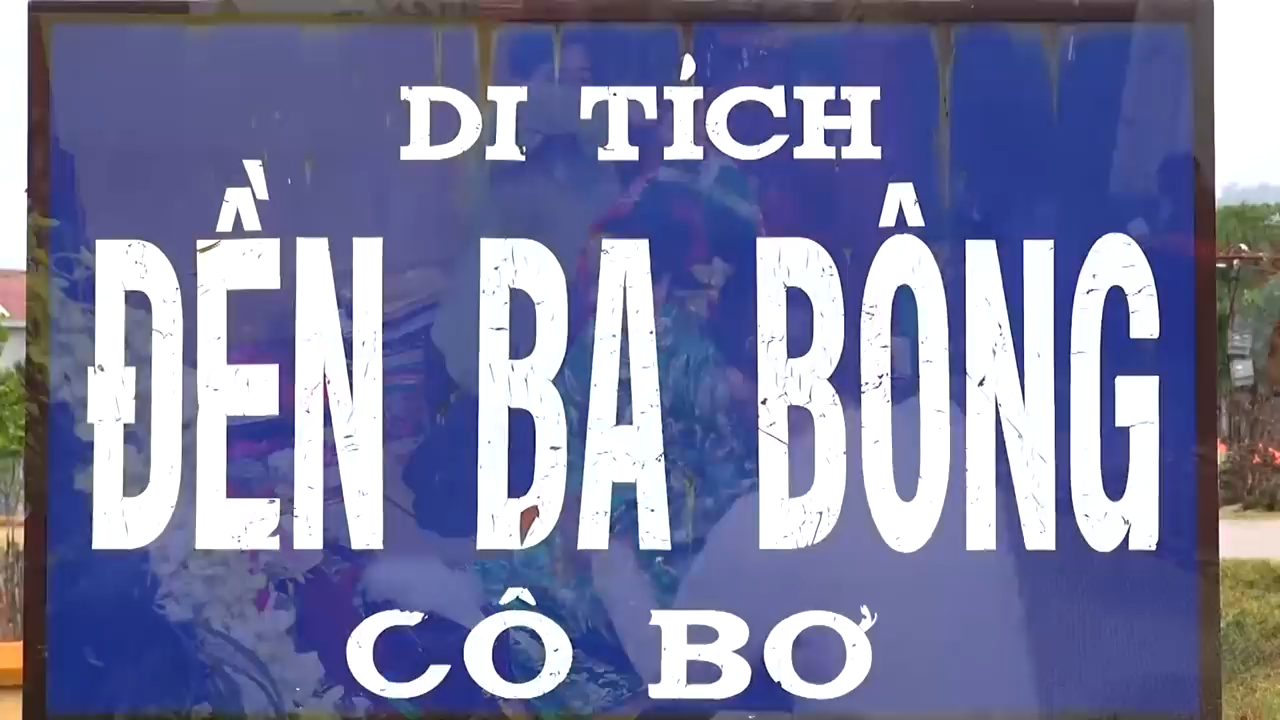 DI TÍCH
ĐỀN BA BÔNG
CÔ BƠ